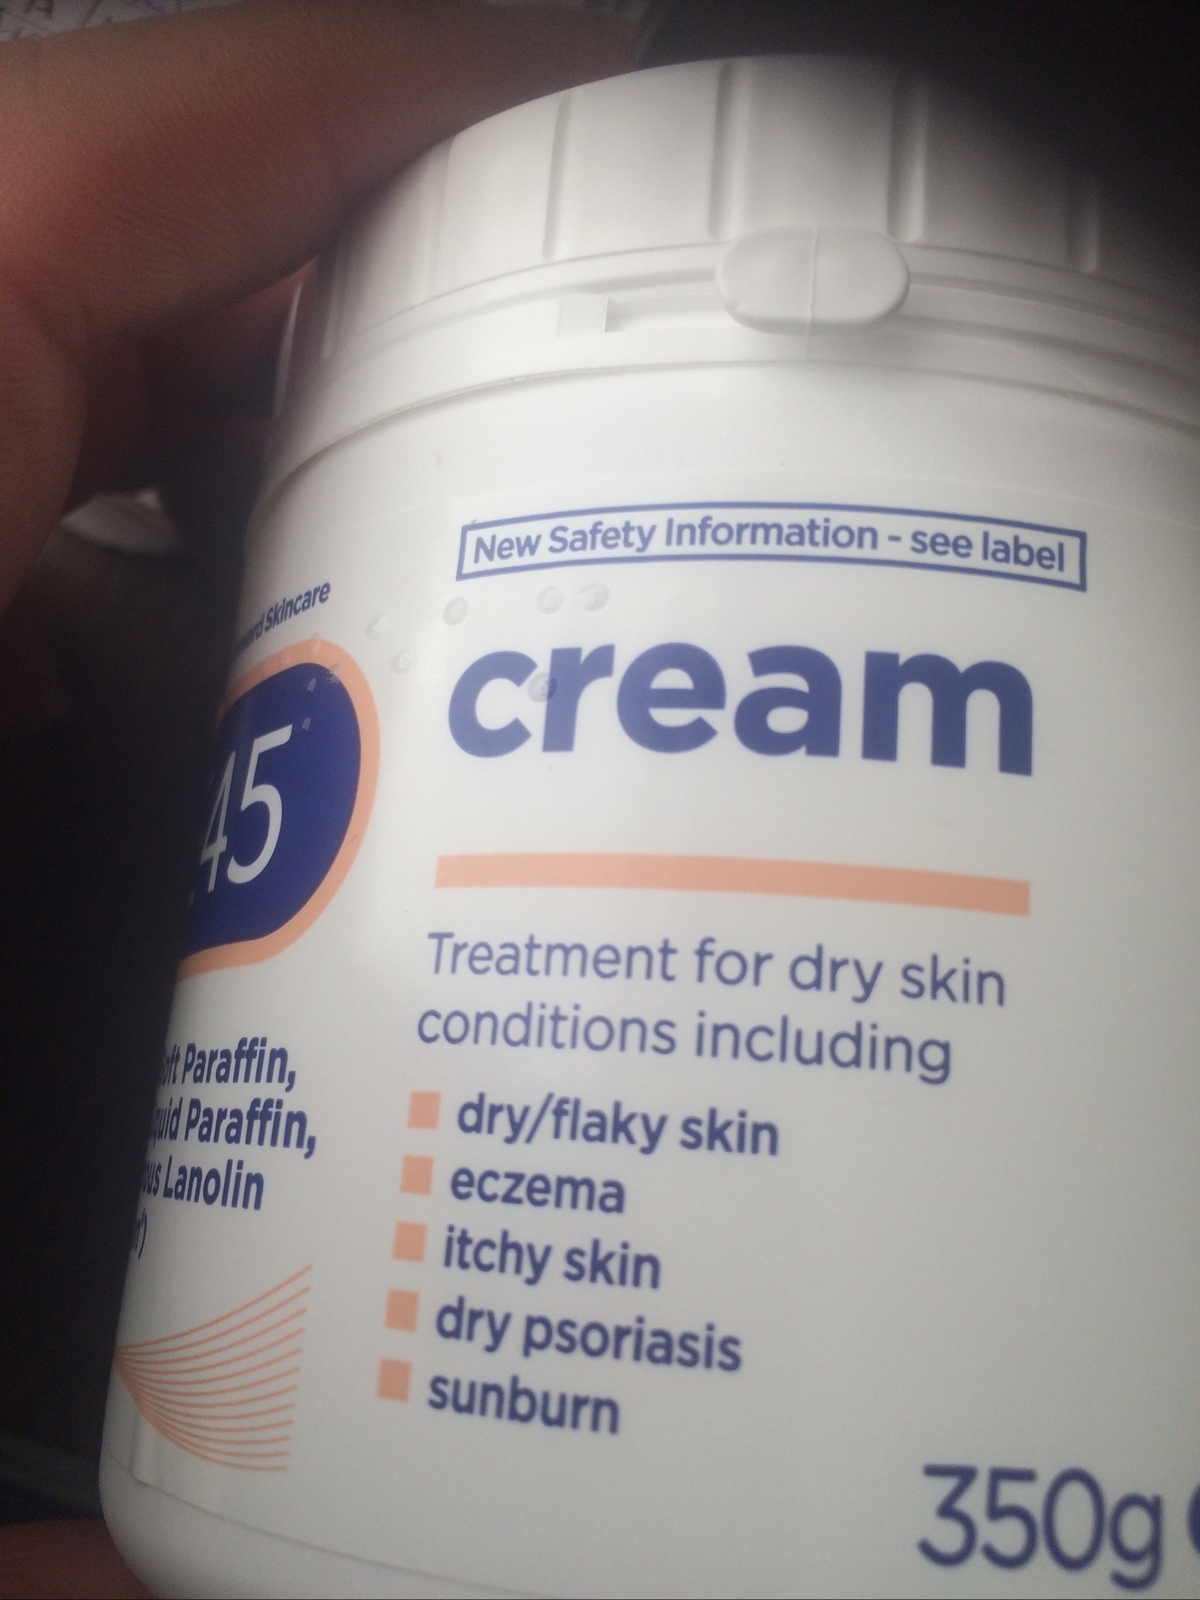 New Safety Information - see label
Skincare
45
cream
Treatment for dry skin
conditions including
dry/flaky skin
eczema
itchy skin
dry psoriasis
sunburn
Paraffin,
Paraffin,
Lanolin
350g